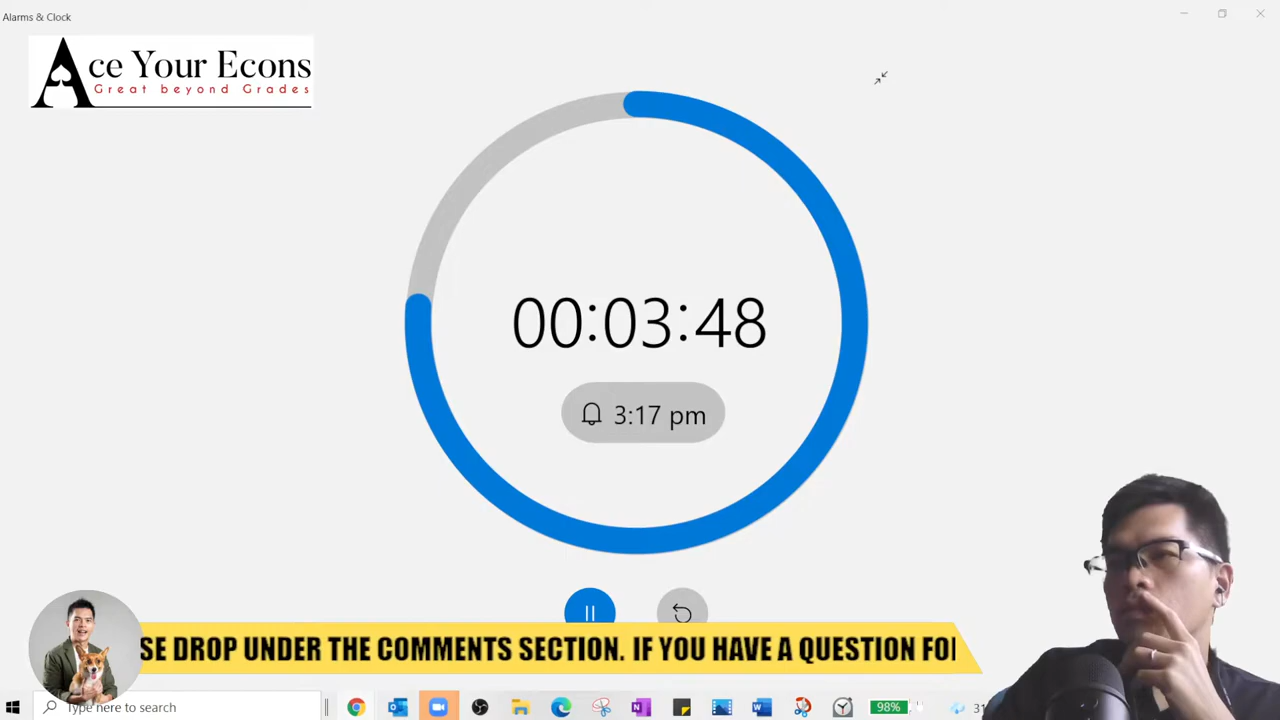 Alarms & Clock
Ace Your Econs
Great beyond Grades
00:03:48
3:17 pm
SE DROP UNDER THE COMMENTS SECTION. IF YOU HAVE A QUESTION FO
Type here to search
98%